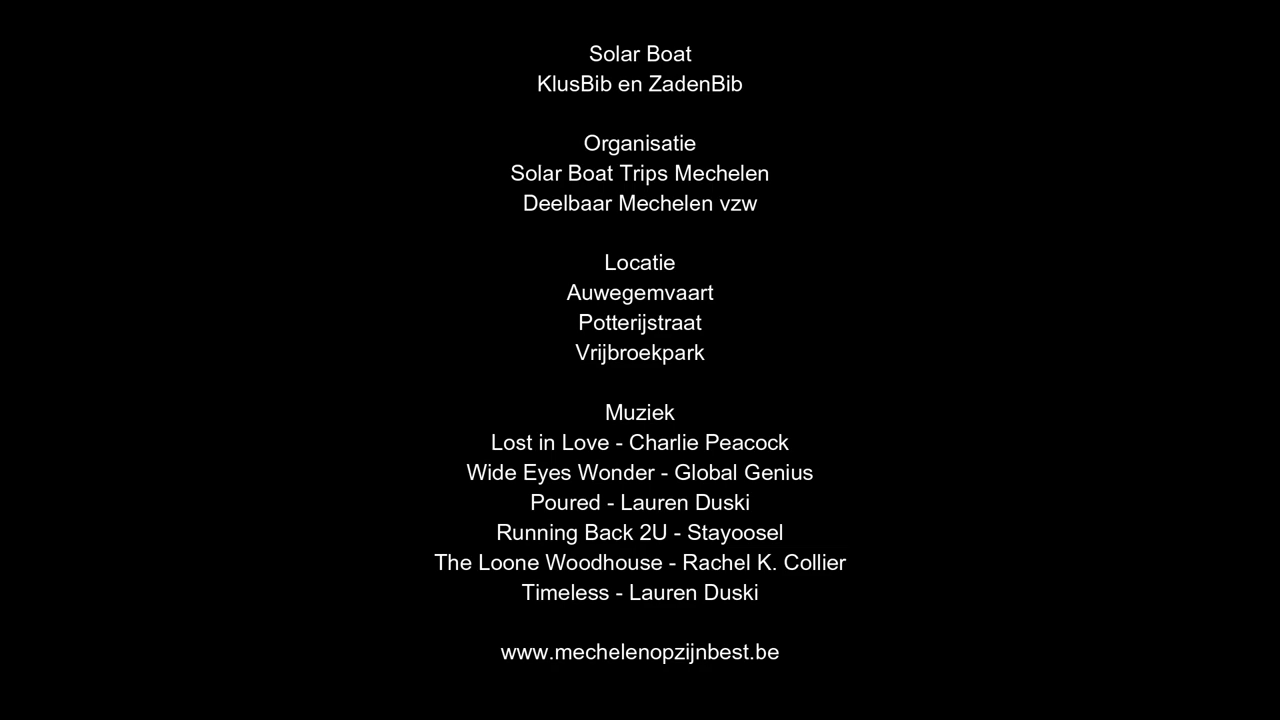 Solar Boat
KlusBib en ZadenBib
Organisatie
Solar Boat Trips Mechelen
Deelbaar Mechelen vzw
Locatie
Auwegemvaart
Potterijstraat
Vrijbroekpark
Muziek
Lost in Love - Charlie Peacock
Wide Eyes Wonder - Global Genius
Poured - Lauren Duski
Running Back 2U - Stayoosel
The Loone Woodhouse - Rachel K. Collier
Timeless - Lauren Duski
www.mechelenopzijnbest.be